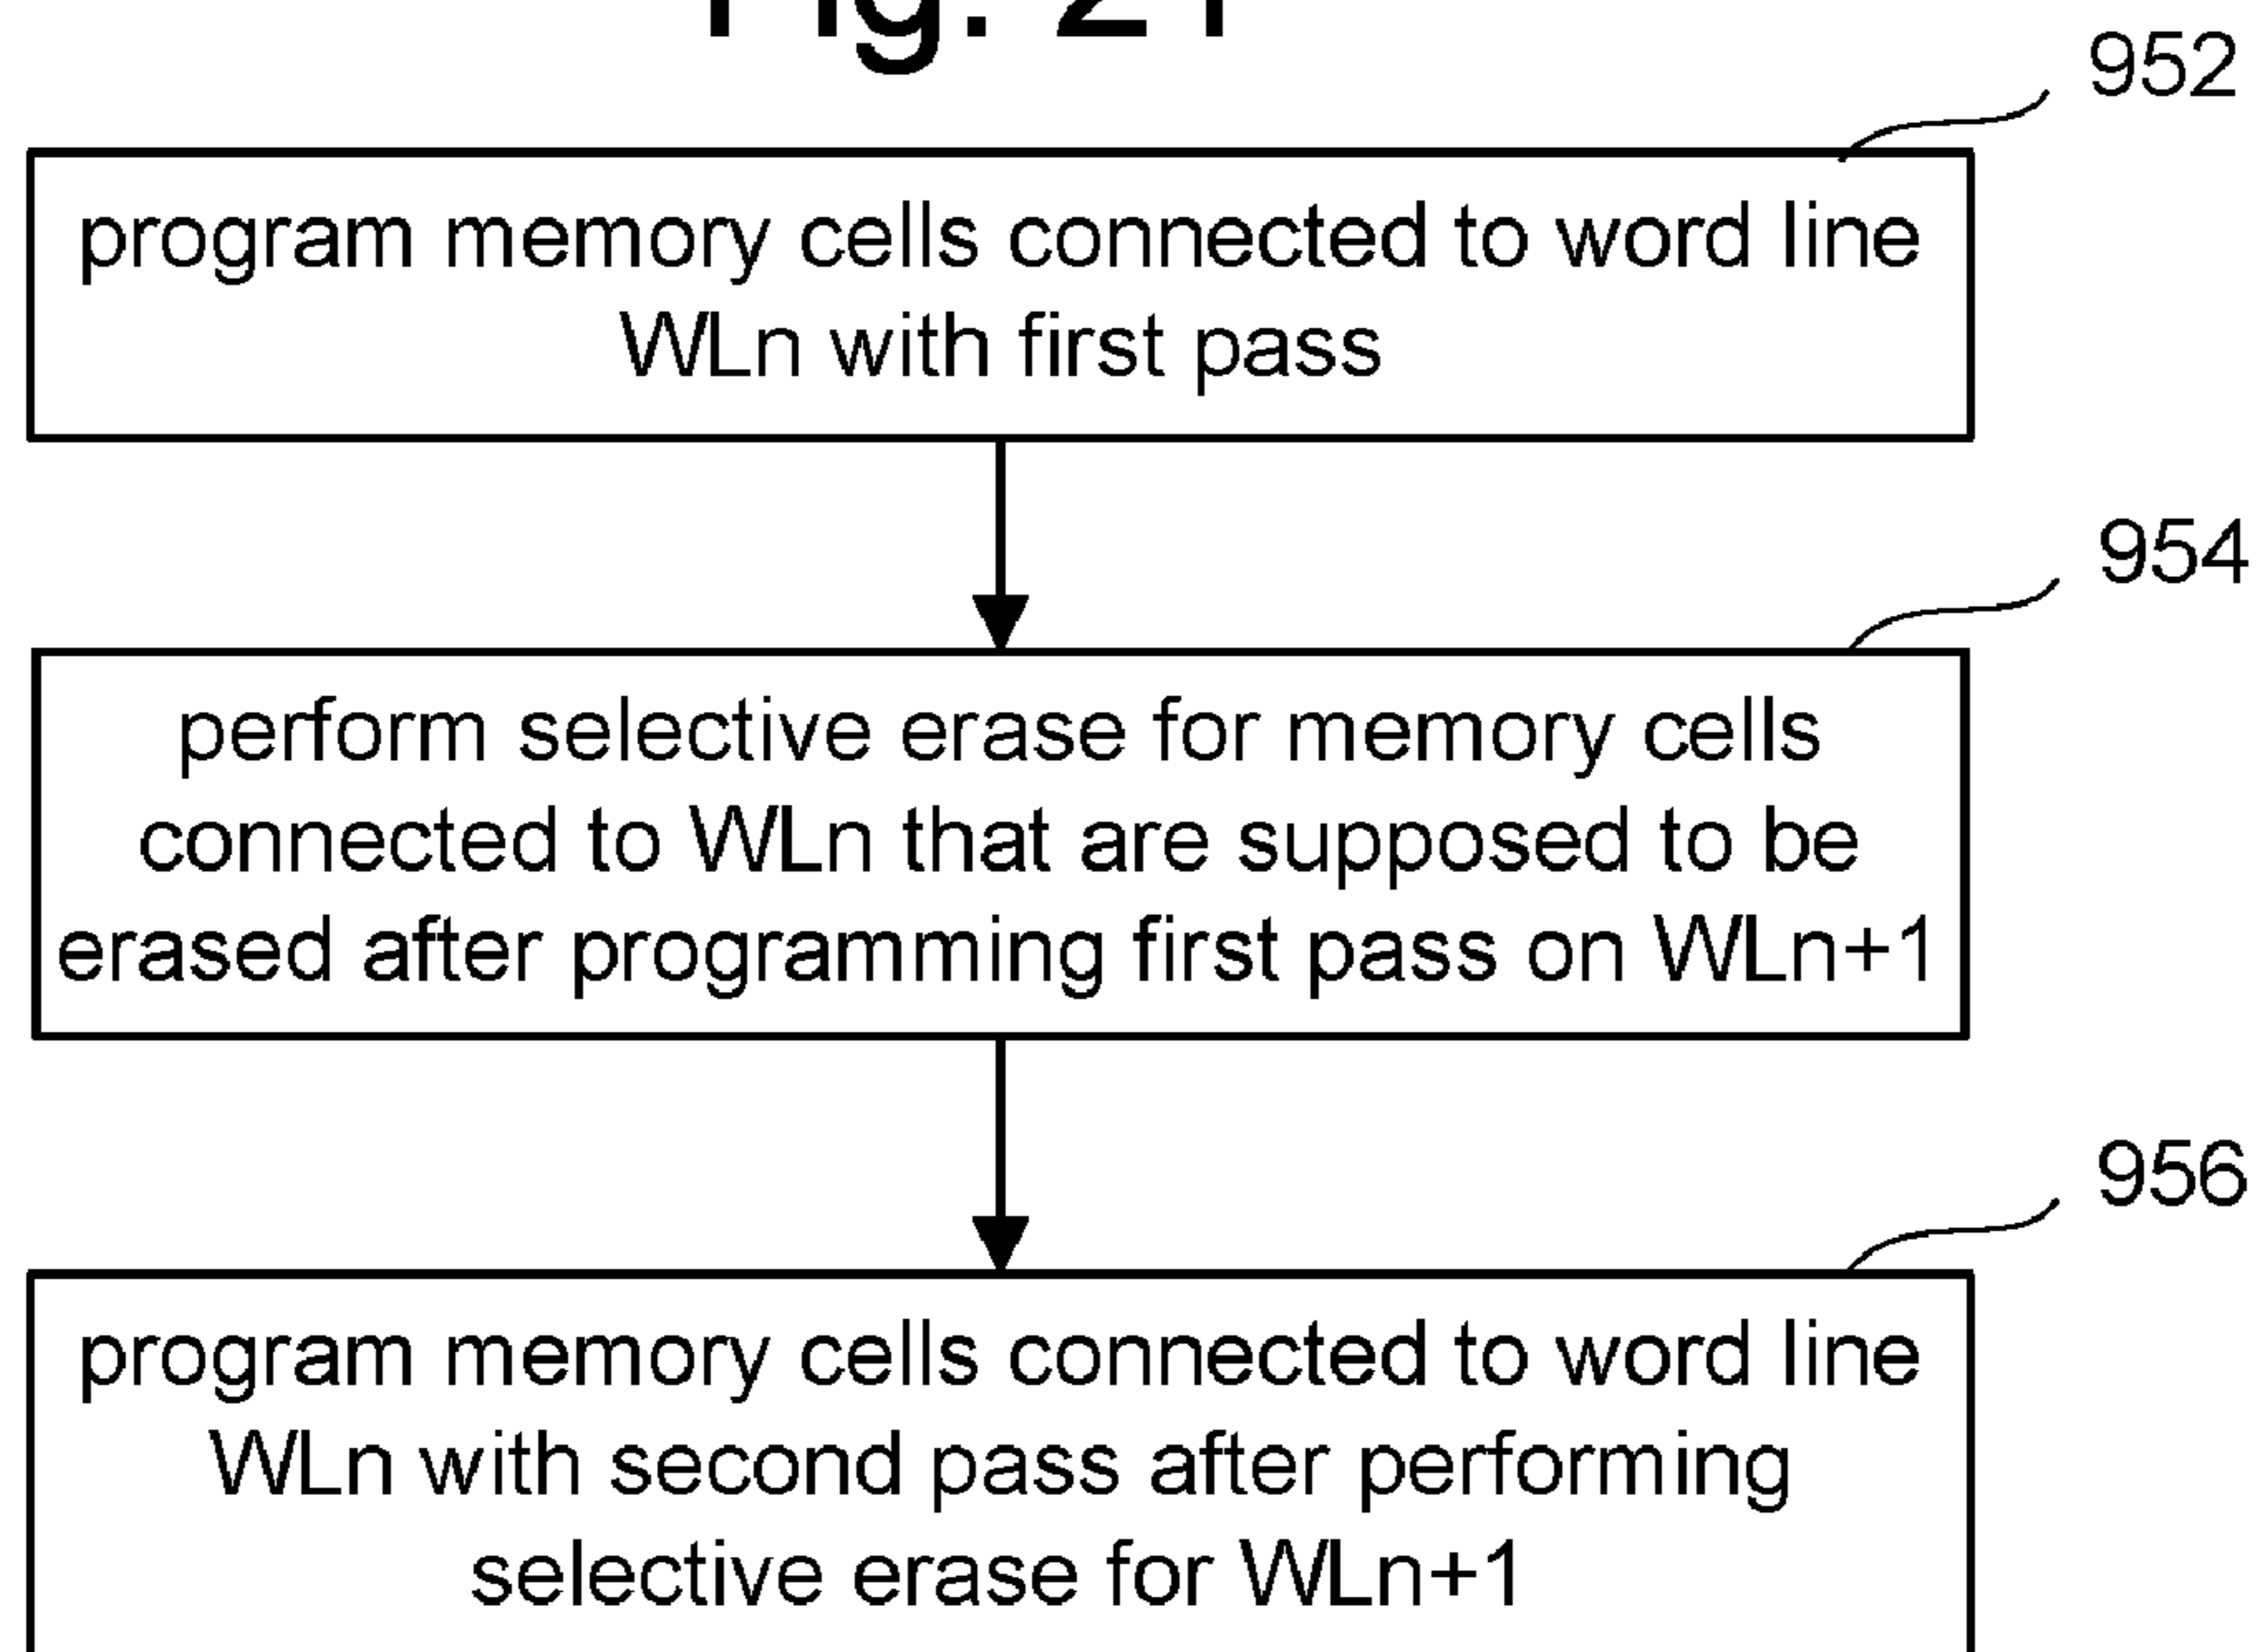 Fig.
952
program memory cells connected to word line
WLn with first pass
954
perform selective erase for memory cells
connected to WLn that are supposed to be
erased after programming first pass on WLn+1
956
program memory cells connected to word line
WLn with second pass after performing
selective erase for WLn+1